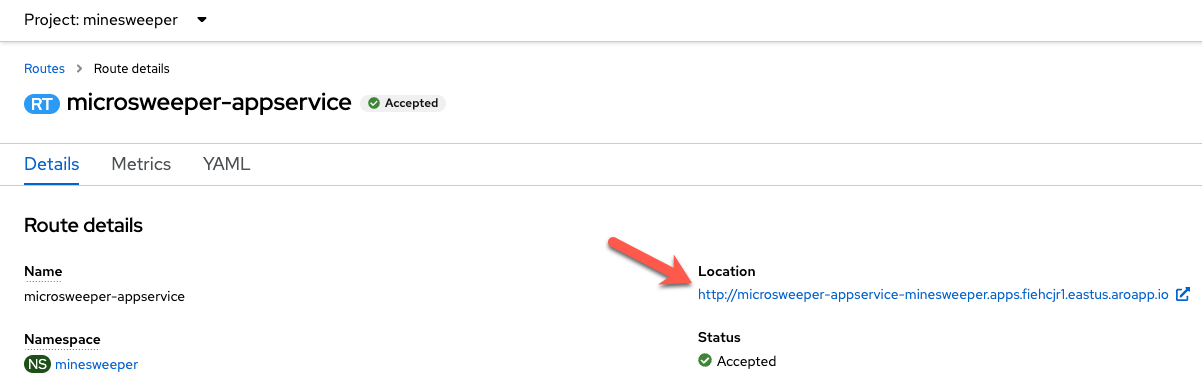 Project: minesweeper
Routes > Route details
RT microsweeper-appservice Accepted
Details Metrics YAML
Route details
Name
microsweeper-appservice
Location
http://microsweeper-appservice-minesweeper.apps.fiehcjr1.eastus.aroapp.io
Namespace
NS minesweeper
Status
Accepted